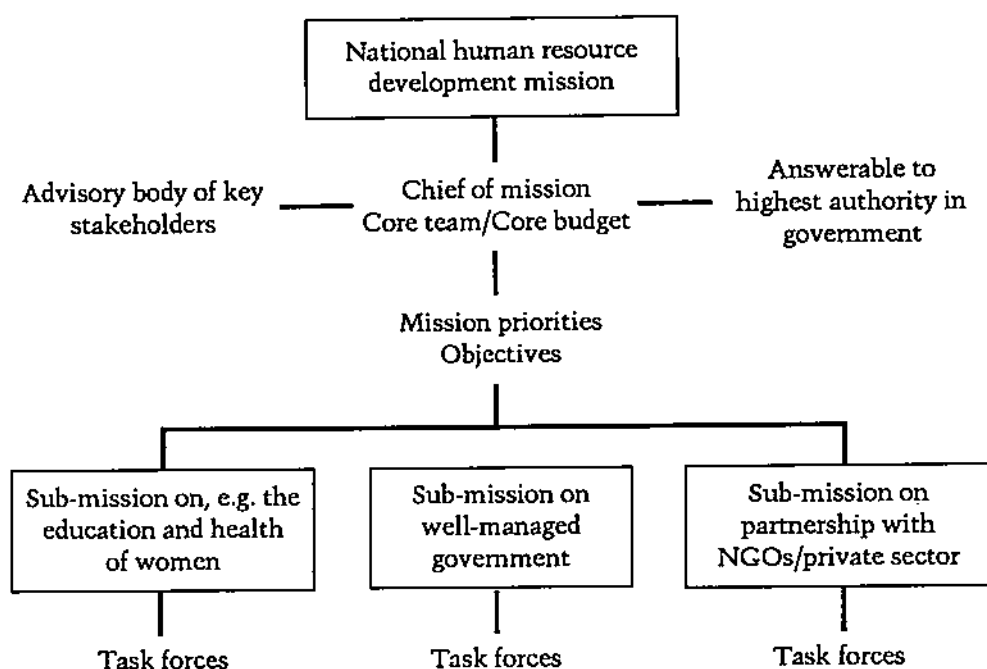 National human resource
development mission
Advisory body of key
stakeholders
Chief of mission
Core team/Core budget
Answerable to
highest authority in
government
Mission priorities
Objectives
Sub-mission on, e.g. the
education and health
of women
Sub-mission on
well-managed
government
Sub-mission on
partnership with
NGOs/private sector
Task forces
Task forces
Task forces